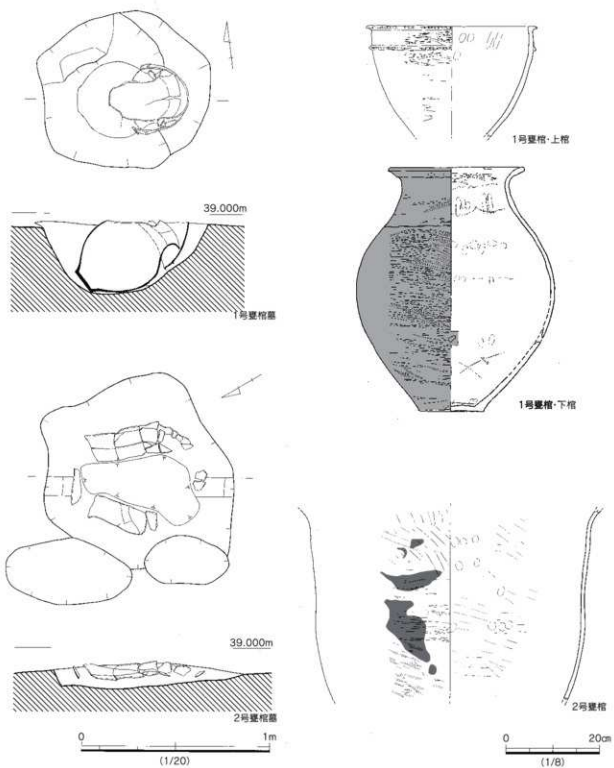 1号甕棺・上棺
39.000m
1号甕棺墓
1号甕棺・下棺
39.000m
2号甕棺墓
2号甕棺
0 1m
(1/20)
0 20cm
(1/8)